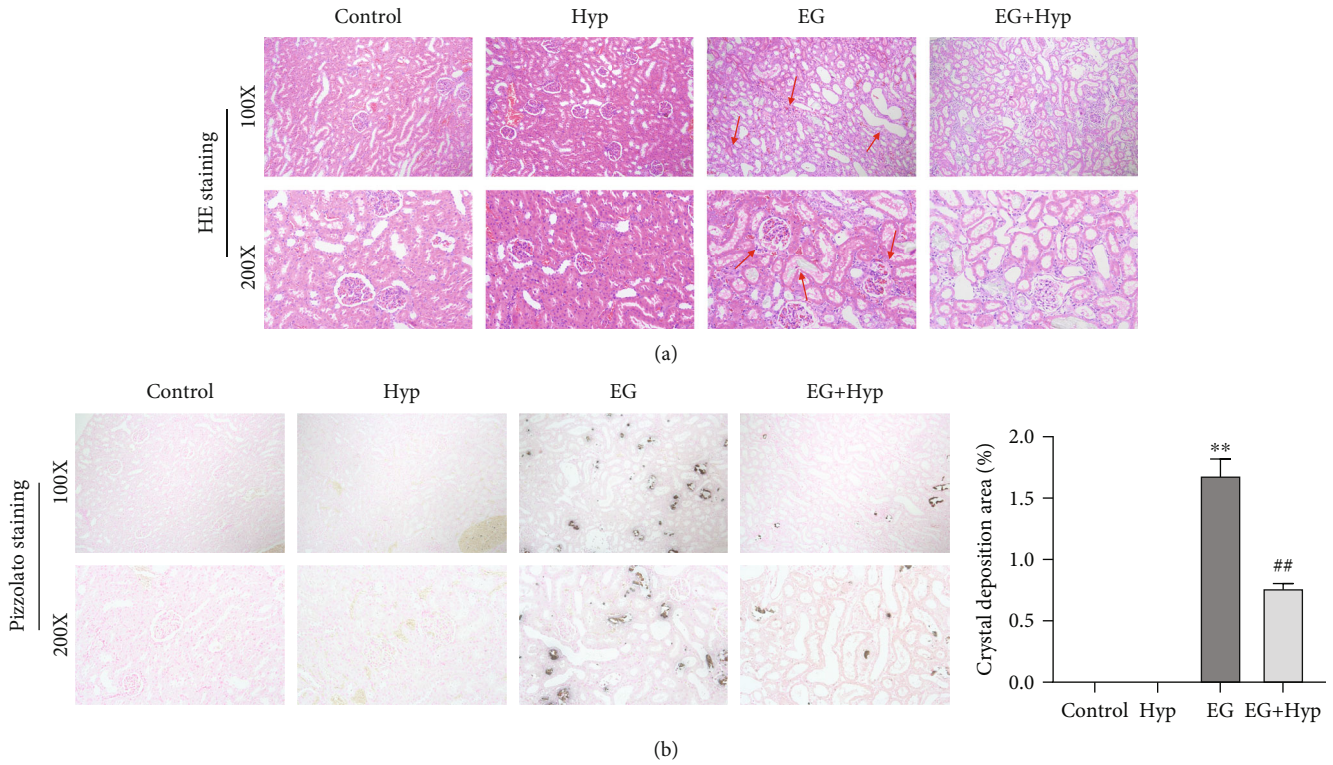 Control Hyp EG EG+Hyp
HE staining
100X
200X
(a)
Control Hyp EG EG+Hyp
Pizzolato staining
100X
200X
Crystal deposition area (%)
2.0
1.5
1.0
0.5
0.0
**
##
Control Hyp EG EG+Hyp
(b)